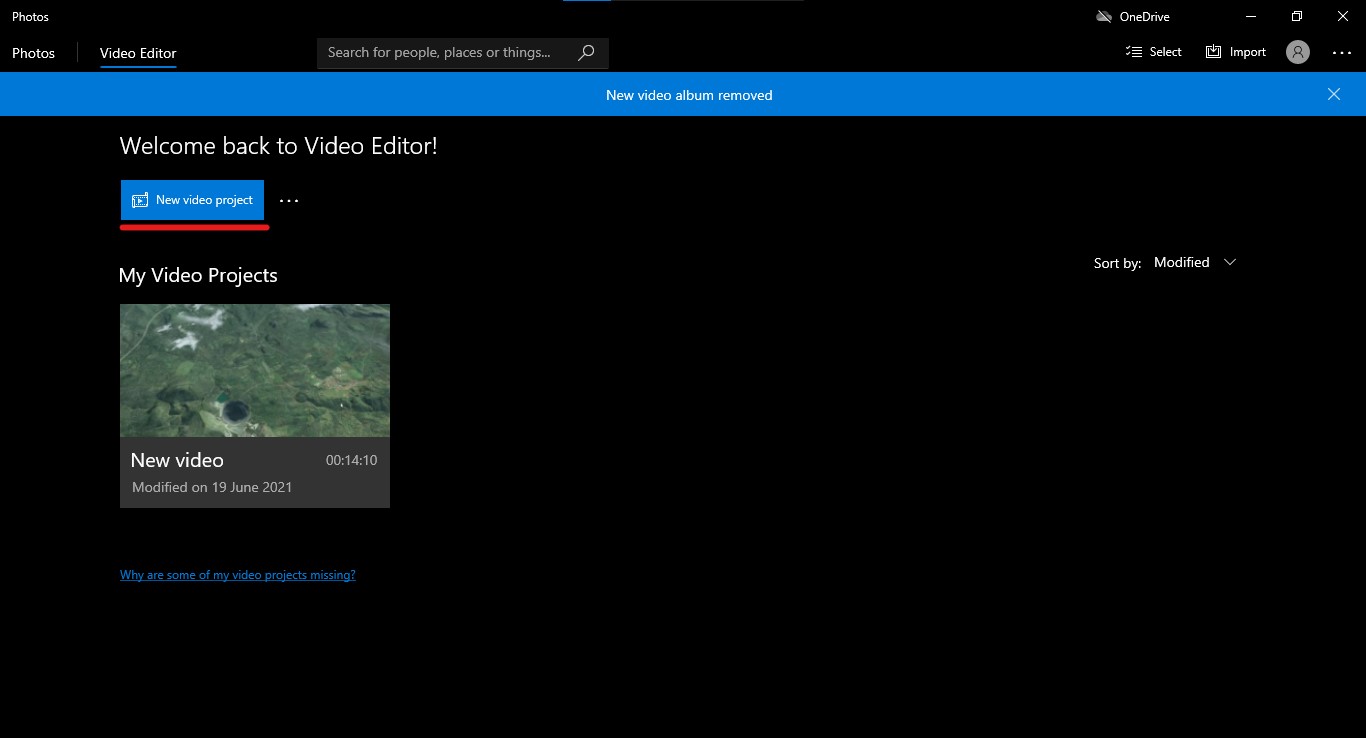 Photos
OneDrive
Photos
Video Editor
Search for people, places or things...
Select
Import
New video album removed
Welcome back to Video Editor!
New video project
Sort by: Modified
My Video Projects
New video 00:14:10
Modified on 19 June 2021
Why are some of my video projects missing?